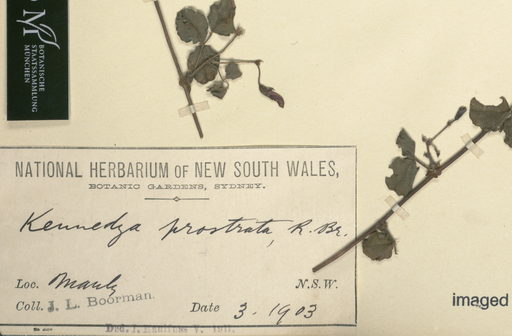 M
BOTANISCHE
STAATSSAMMLUNG
MÜNCHEN
NATIONAL HERBARIUM OF NEW SOUTH WALES,
BOTANIC GARDENS, SYDNEY.
Kennedya prostrata, R. Br.
Loc. Manly N.S.W.
Coll. J. L. Boorman. Date 3. 1903
imaged